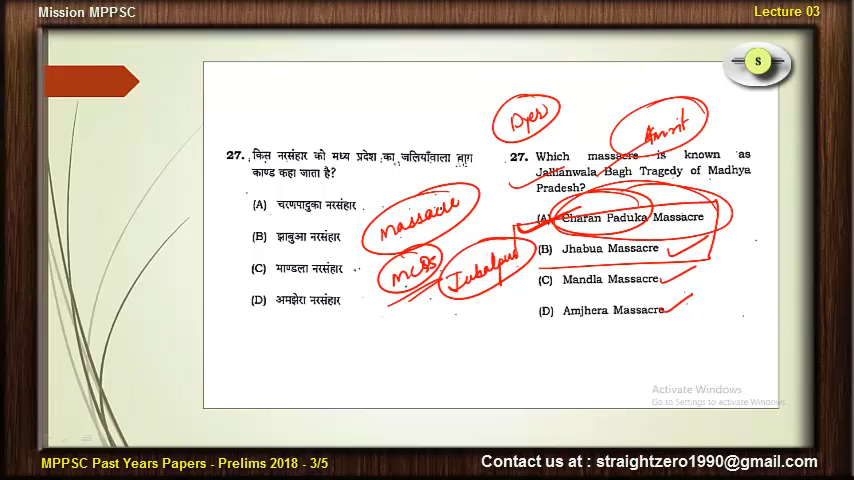 Mission MPPSC
Lecture 03
S
Dyer
Amrit
27. किस नरसंहार को मध्य प्रदेश का जलियाँवाला बाग
काण्ड कहा जाता है?
(A) चरणपादुका नरसंहार
(B) झाबुआ नरसंहार
(C) माण्डला नरसंहार
(D) अमझेरा नरसंहार
Massacre
Jubalpur
27. Which massacre is known as
Jallianwala Bagh Tragedy of Madhya
Pradesh?
(A) Charan Paduka Massacre
(B) Jhabua Massacre
(C) Mandla Massacre
(D) Amjhera Massacre
Activate Windows
Go to Settings to activate Windows.
MPPSC Past Years Papers - Prelims 2018 - 3/5
Contact us at : straightzero1990@gmail.com